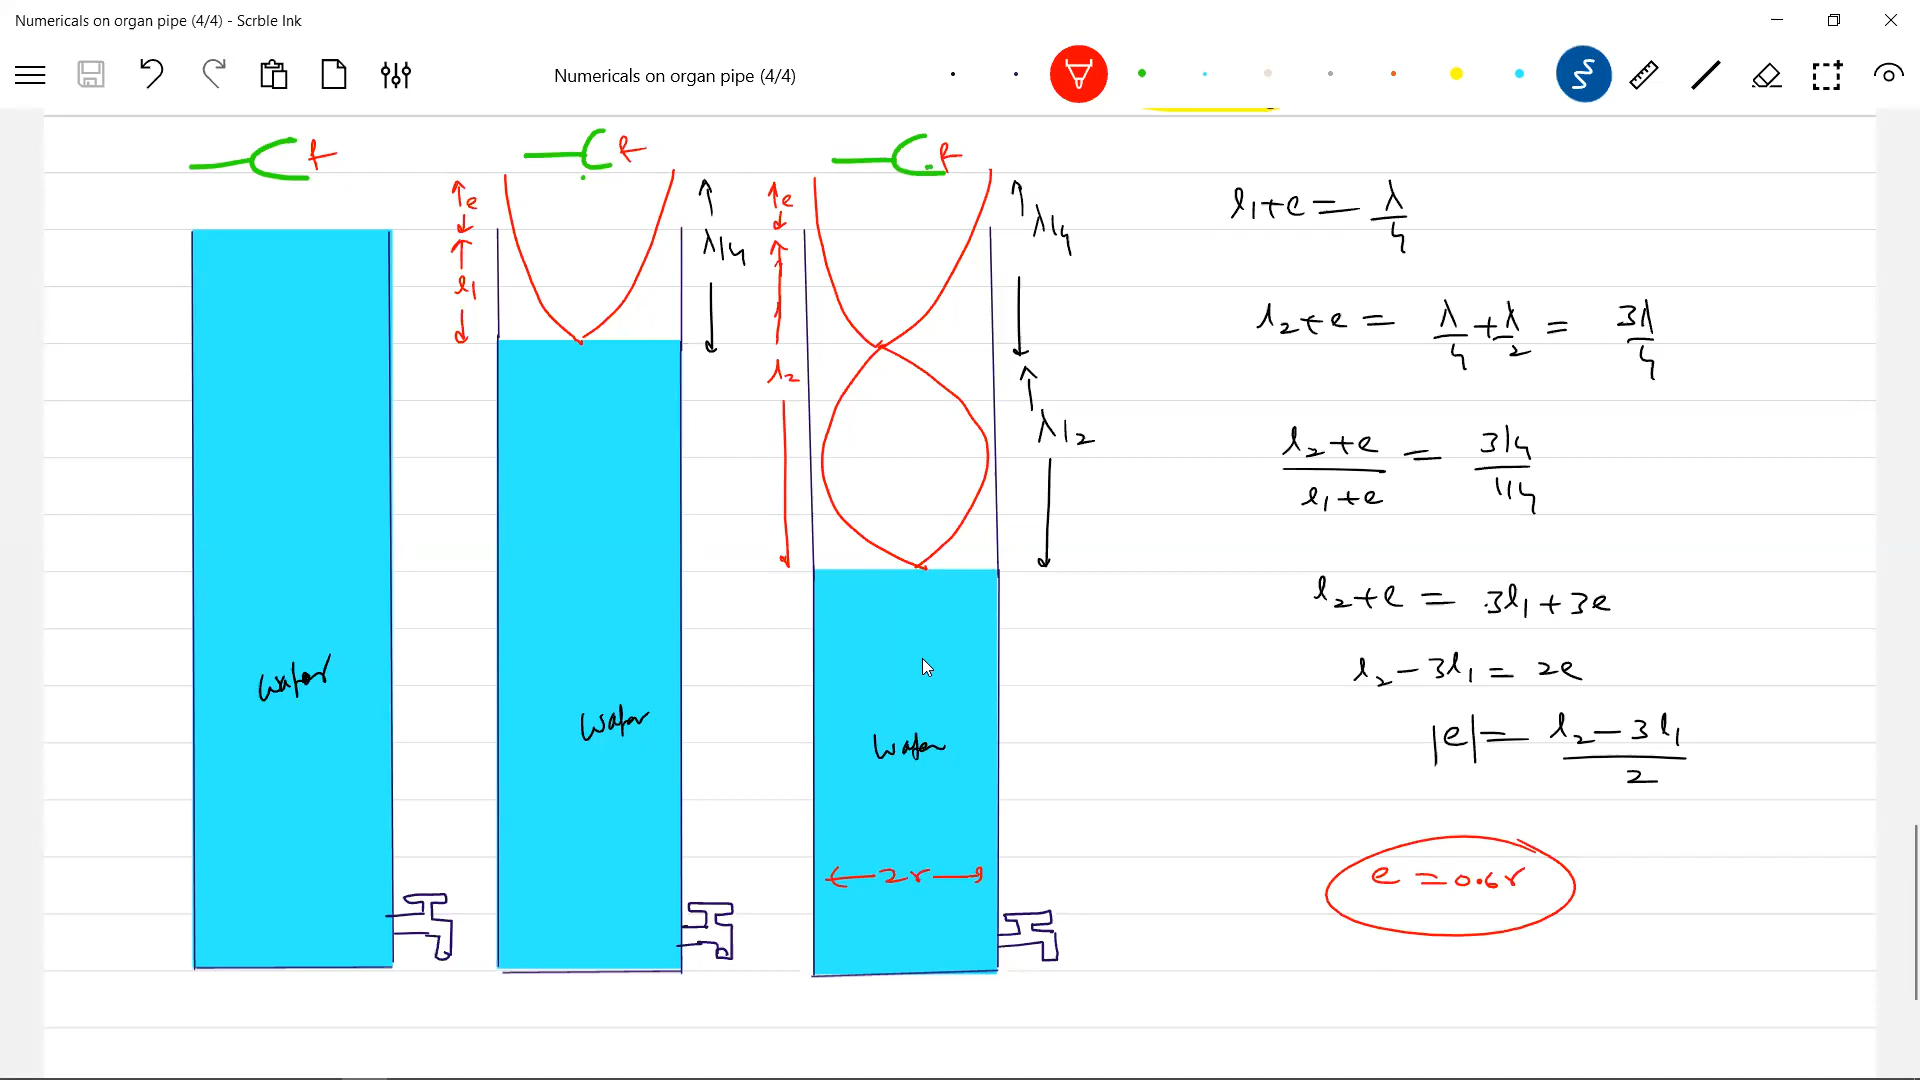 Numericals on organ pipe (4/4) - Scrble Ink
Numericals on organ pipe (4/4)
f
f
f
e
l₁
λ/4
e
l₂
λ/4
λ/2
water
water
water
2r
l₁+e = λ/4
l₂+e = λ/4 + λ/2 = 3λ/4
l₂+e / l₁+e = 3/4 / 1/4
l₂+e = 3l₁+3e
l₂-3l₁ = 2e
|e| = l₂-3l₁ / 2
e = 0.6r